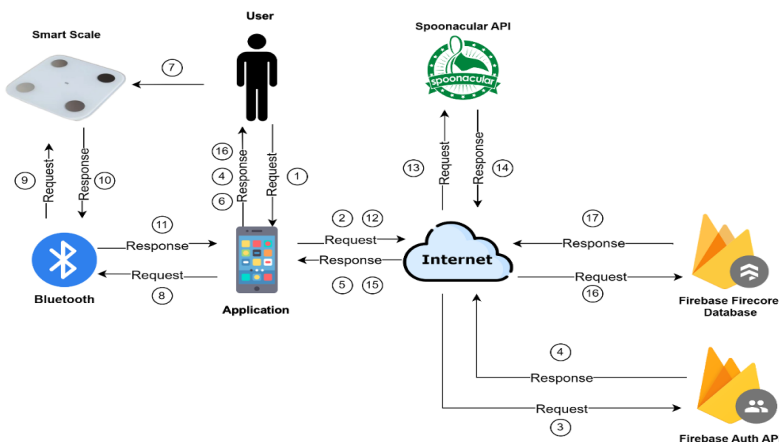 User
Spoonacular API
Smart Scale
7
spoonacular
16
4
6
Response
Request
1
13
Request
Response
14
9
Request
Response
10
11
Response
Request
8
Bluetooth
Application
2 12
Request
Response
5 15
Internet
17
Response
Request
16
Firebase Firecore
Database
4
Response
Request
3
Firebase Auth AP